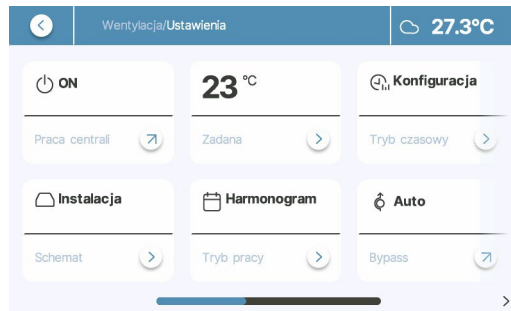 Wentylacja/Ustawienia
27.3°C
ON
23 °C
Konfiguracja
Praca centrali
Zadana
Tryb czasowy
Instalacja
Harmonogram
Auto
Schemat
Tryb pracy
Bypass